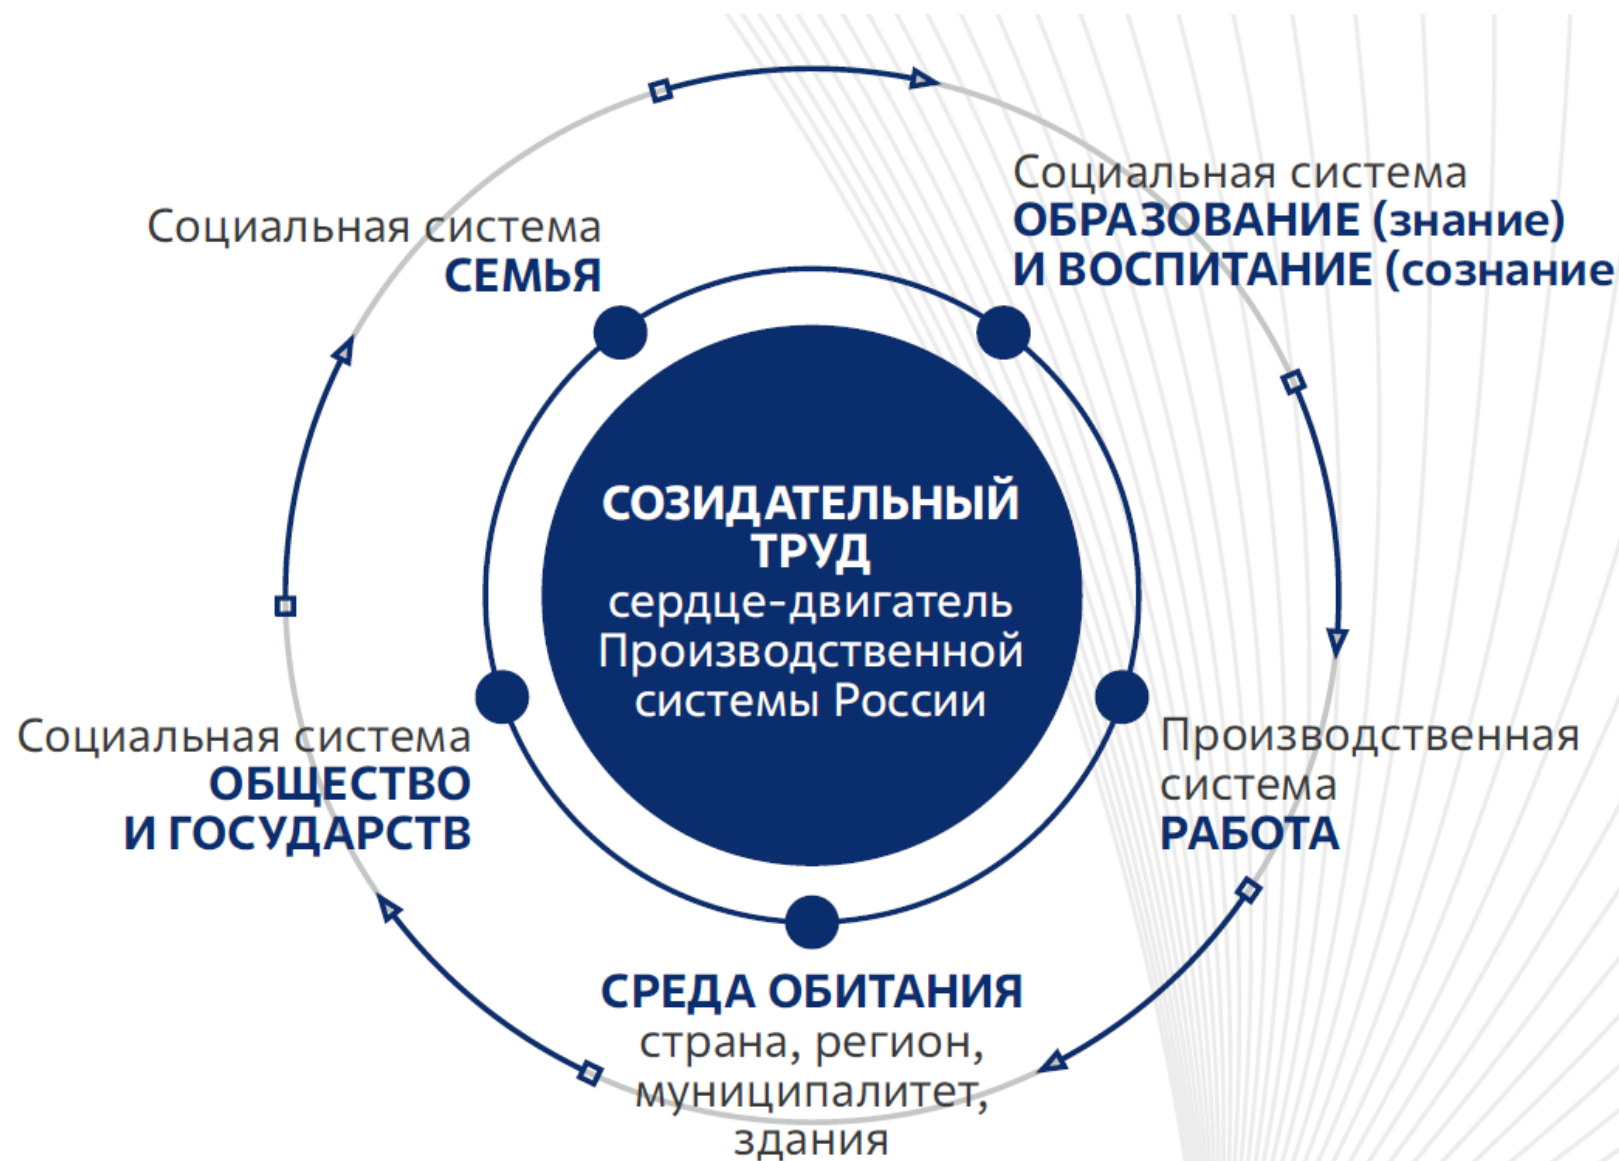 Социальная система
СЕМЬЯ
Социальная система
ОБРАЗОВАНИЕ (знание)
И ВОСПИТАНИЕ (сознание
СОЗИДАТЕЛЬНЫЙ
ТРУД
сердце-двигатель
Производственной
системы России
Социальная система
ОБЩЕСТВО
И ГОСУДАРСТВ
Производственная
система
РАБОТА
СРЕДА ОБИТАНИЯ
страна, регион,
муниципалитет,
здания